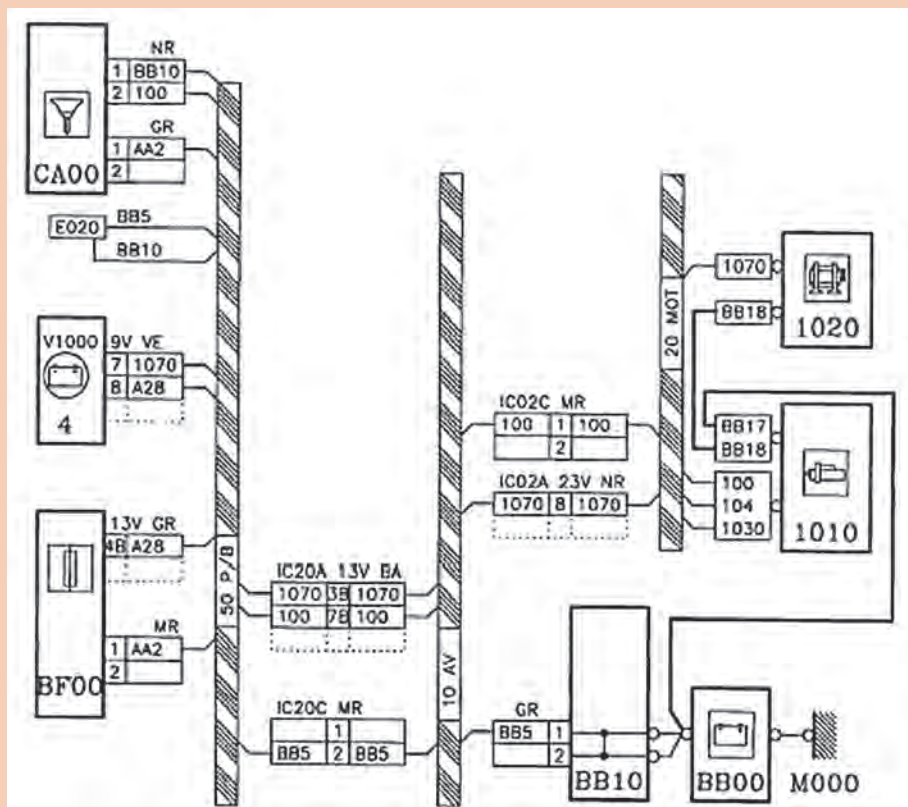 NR
1 BB10
2 100
GR
1 AA2
2
CA00
E020
BB5
BB10
V1000
4
9V VE
7 1070
8 A28
13V GR
4B A28
MR
1 AA2
2
BF00
50 P/B
IC20A 13V BA
1070 3B 1070
100 7B 100
IC20C MR
1
BB5 2 BB5
10 AV
IC02C MR
100 1 100
2
IC02A 23V NR
1070 8 1070
20 MOT
1070
BB18
1020
BB17
BB18
100
104
1030
1010
GR
BB5 1
2
BB10
BB00
M000